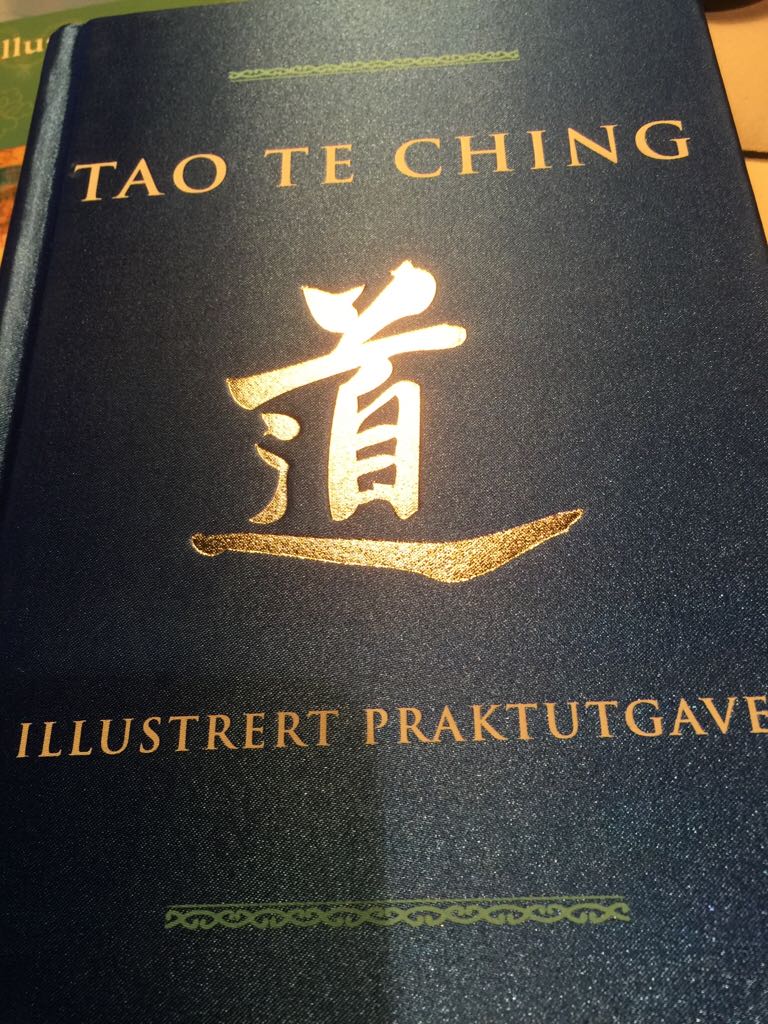 TAO TE CHING
道
ILLUSTRERT PRAKTUTGAVE